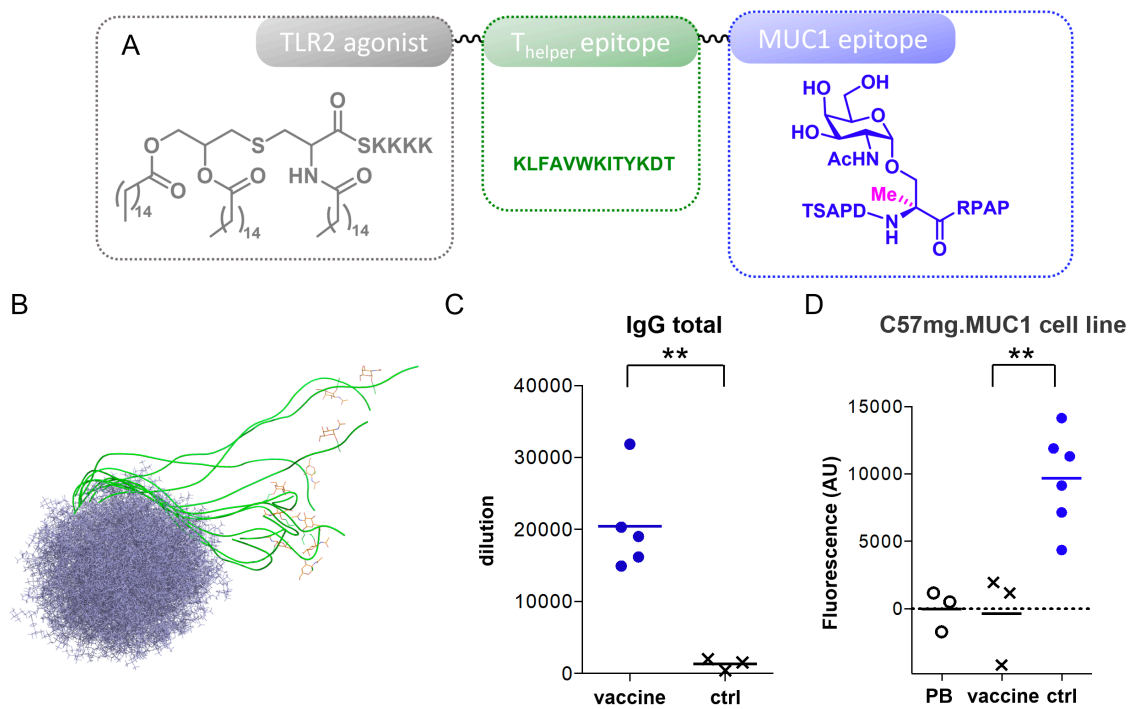 A
TLR2 agonist
Thelper epitope
MUC1 epitope
O
S
O
SKKKK
O
O
O
HN
O
O
14
14
14
KLFAVWKITYKDT
HO
OH
O
HO
AcHN
O
Me
TSAPD
N
H
O
RPAP
B
C
IgG total
**
40000
30000
20000
10000
0
dilution
vaccine
ctrl
D
C57mg.MUC1 cell line
**
15000
10000
5000
0
Fluorescence (AU)
PB
vaccine
ctrl